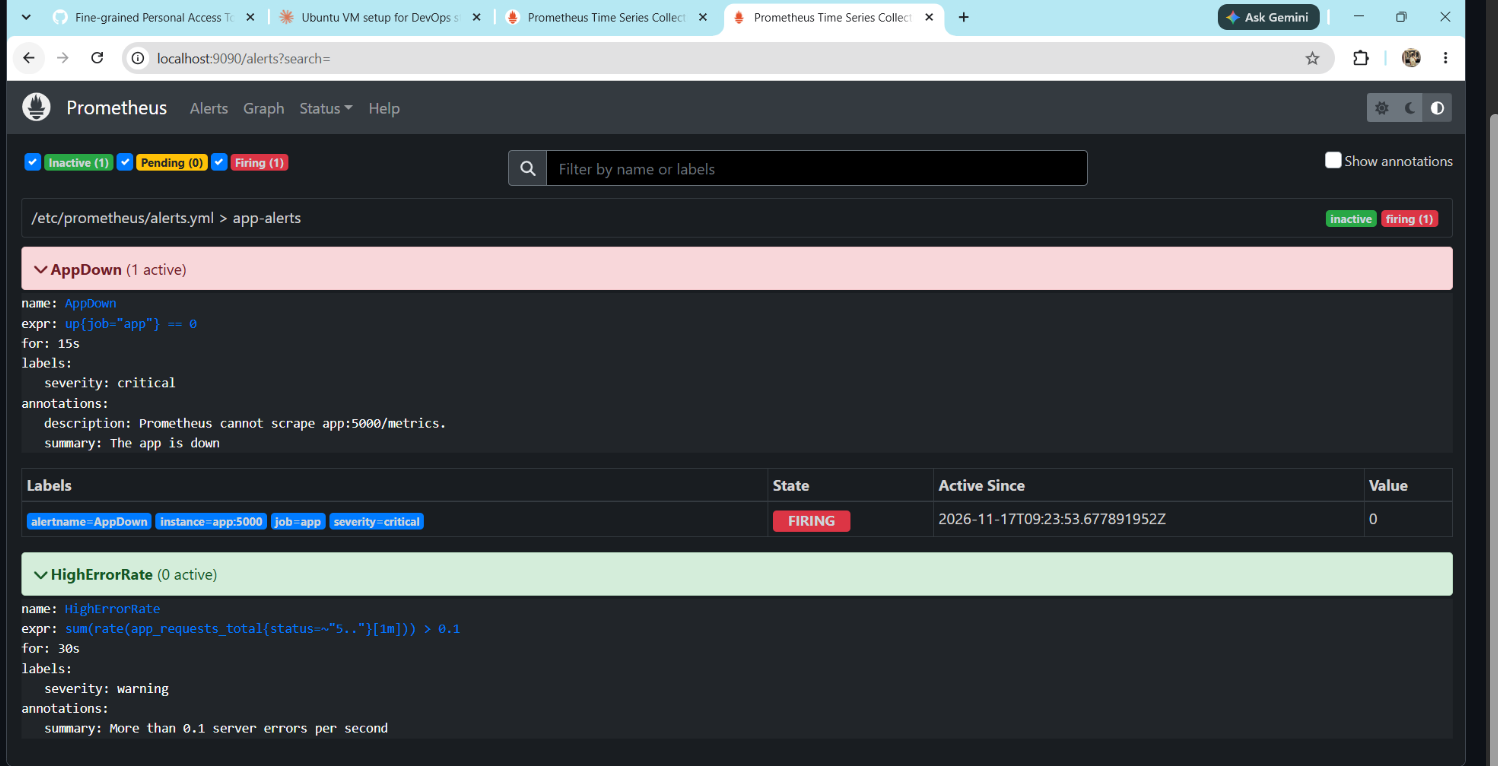 Fine-grained Personal Access To
Ubuntu VM setup for DevOps s
Prometheus Time Series Collect
Prometheus Time Series Collect
Ask Gemini
localhost:9090/alerts?search=
Prometheus Alerts Graph Status Help
Inactive (1) Pending (0) Firing (1)
Filter by name or labels
Show annotations
/etc/prometheus/alerts.yml > app-alerts
inactive firing (1)
AppDown (1 active)
name: AppDown
expr: up{job="app"} == 0
for: 15s
labels:
severity: critical
annotations:
description: Prometheus cannot scrape app:5000/metrics.
summary: The app is down
Labels State Active Since Value
alertname=AppDown instance=app:5000 job=app severity=critical FIRING 2026-11-17T09:23:53.677891952Z 0
HighErrorRate (0 active)
name: HighErrorRate
expr: sum(rate(app_requests_total{status=~"5.."}[1m])) > 0.1
for: 30s
labels:
severity: warning
annotations:
summary: More than 0.1 server errors per second